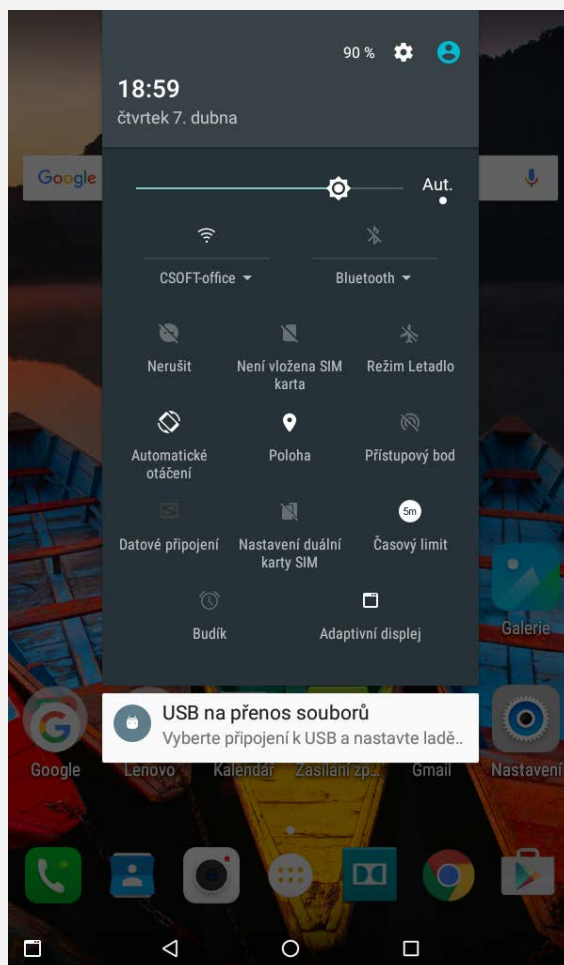 90 %
18:59
čtvrtek 7. dubna
Google
Aut.
CSOFT-office
Bluetooth
Nerušit
Není vložena SIM
karta
Režim Letadlo
Automatické
otáčení
Poloha
Přístupový bod
5m
Datové připojení
Nastavení duální
karty SIM
Časový limit
Budík
Adaptivní displej
Galerie
USB na přenos souborů
Vyberte připojení k USB a nastavte ladě..
Google
Lenovo
Kalendář
Zasílání zp...
Gmail
Nastavení